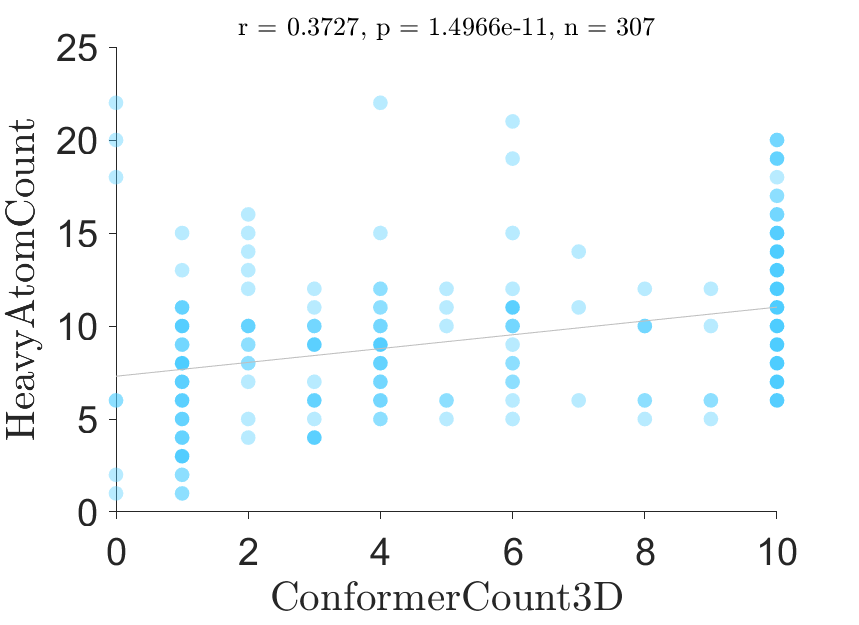 r = 0.3727, p = 1.4966e-11, n = 307
25
20
15
10
5
0
HeavyAtomCount
0 2 4 6 8 10
ConformerCount3D